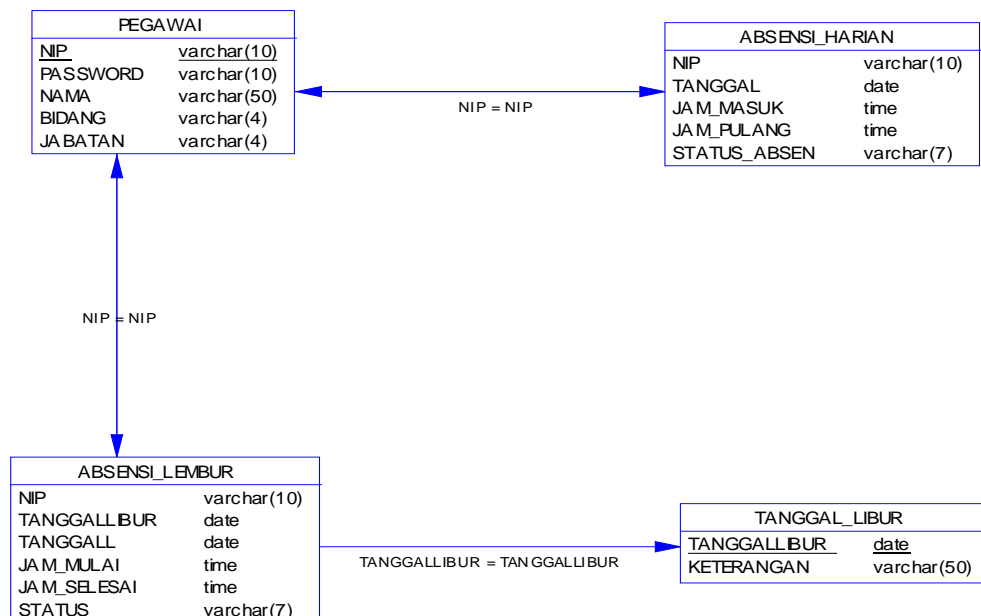 PEGAWAI
NIP varchar(10)
PASSWORD varchar(10)
NAMA varchar(50)
BIDANG varchar(4)
JABATAN varchar(4)
ABSENSI_HARIAN
NIP varchar(10)
TANGGAL date
JAM_MASUK time
JAM_PULANG time
STATUS_ABSEN varchar(7)
NIP = NIP
NIP = NIP
ABSENSI_LEMBUR
NIP varchar(10)
TANGGALLIBUR date
TANGGALL date
JAM_MULAI time
JAM_SELESAI time
STATUS varchar(7)
TANGGALLIBUR = TANGGALLIBUR
TANGGAL_LIBUR
TANGGALLIBUR date
KETERANGAN varchar(50)